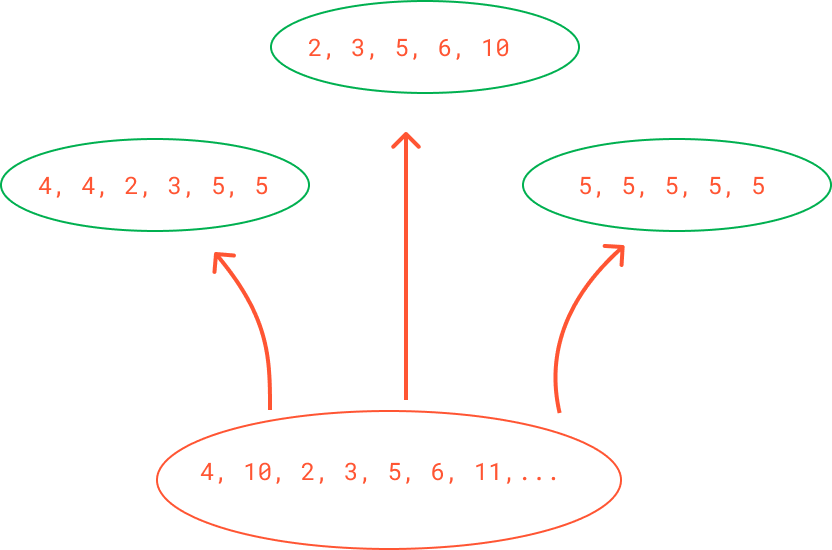 2, 3, 5, 6, 10
4, 4, 2, 3, 5, 5
5, 5, 5, 5, 5
4, 10, 2, 3, 5, 6, 11,...